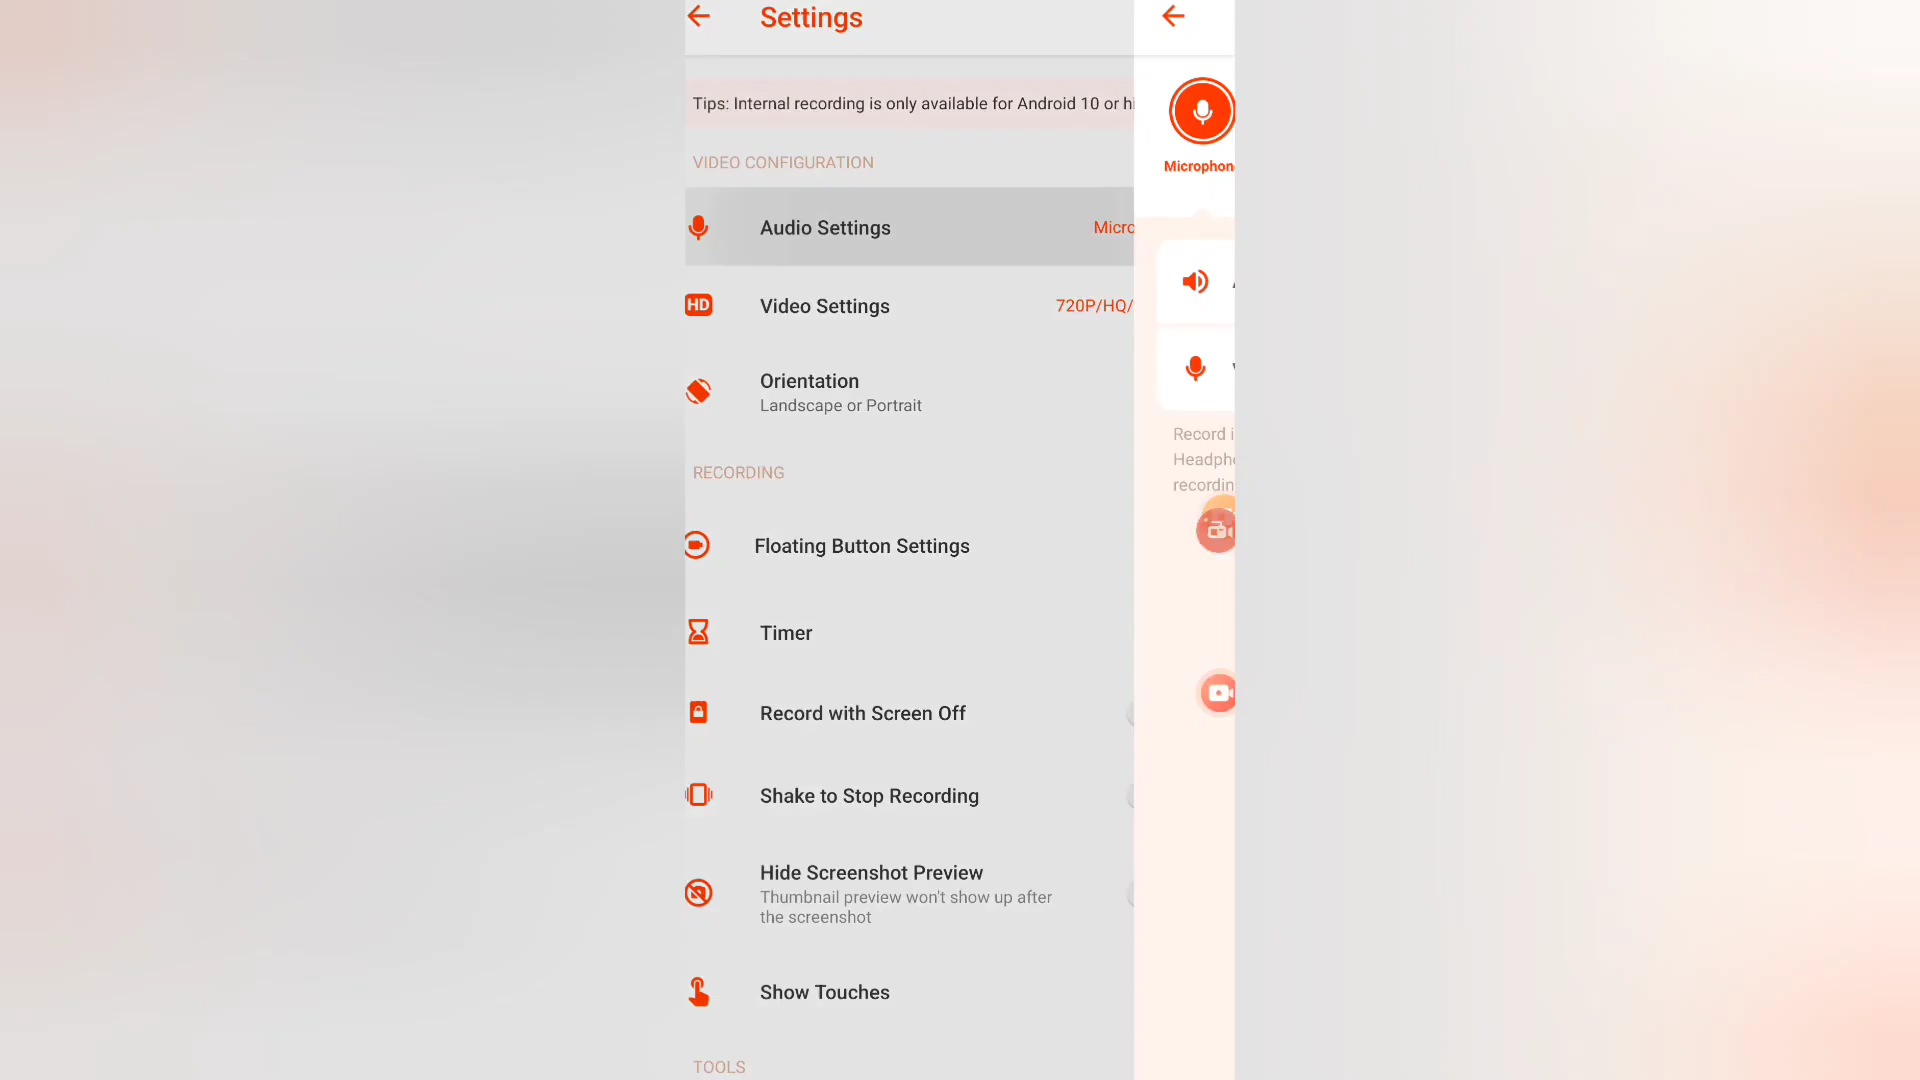 Settings
Tips: Internal recording is only available for Android 10 or hi
VIDEO CONFIGURATION
Audio Settings
Micro
HD
Video Settings
720P/HQ/
Orientation
Landscape or Portrait
RECORDING
Floating Button Settings
Timer
Record with Screen Off
Shake to Stop Recording
Hide Screenshot Preview
Thumbnail preview won't show up after
the screenshot
Show Touches
TOOLS
Microphon
Record i
Headpho
recordin